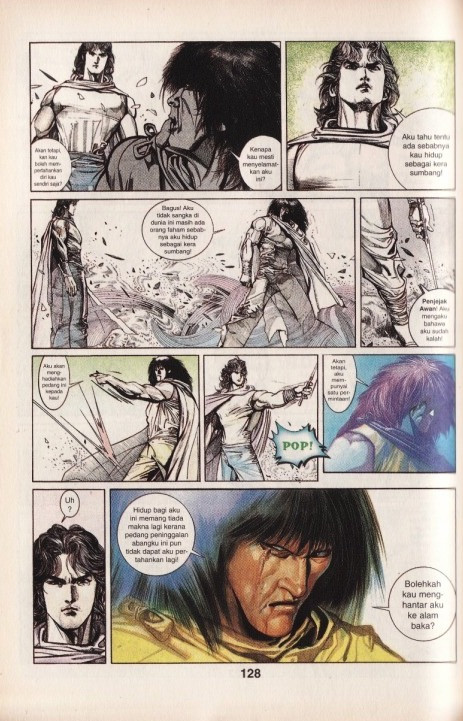 Akan tetapi,
kan kau
boleh mem-
pertahankan
diri kau
sendiri saja?
Kenapa
kau mesti
menyelamat-
kan aku
ini?
Aku tahu tentu
ada sebabnya
kau hidup
sebagai kera
sumbang!
Bagus! Aku
tidak sangka di
dunia ini masih ada
orang faham sebab-
nya aku hidup
sebagai kera
sumbang!
Penjejak
Awan! Aku
mengaku
bahawa
aku sudah
kalah!
Aku akan
meng-
hadiahkan
pedang ini
kepada
kau!
POP!
Akan
tetapi,
aku
mem-
punyai
satu per-
mintaan!
Uh
?
Hidup bagi aku
ini memang tiada
makna lagi kerana
pedang peninggalan
abangku ini pun
tidak dapat aku per-
tahankan lagi!
Bolehkah
kau meng-
hantar aku
ke alam
baka?
128